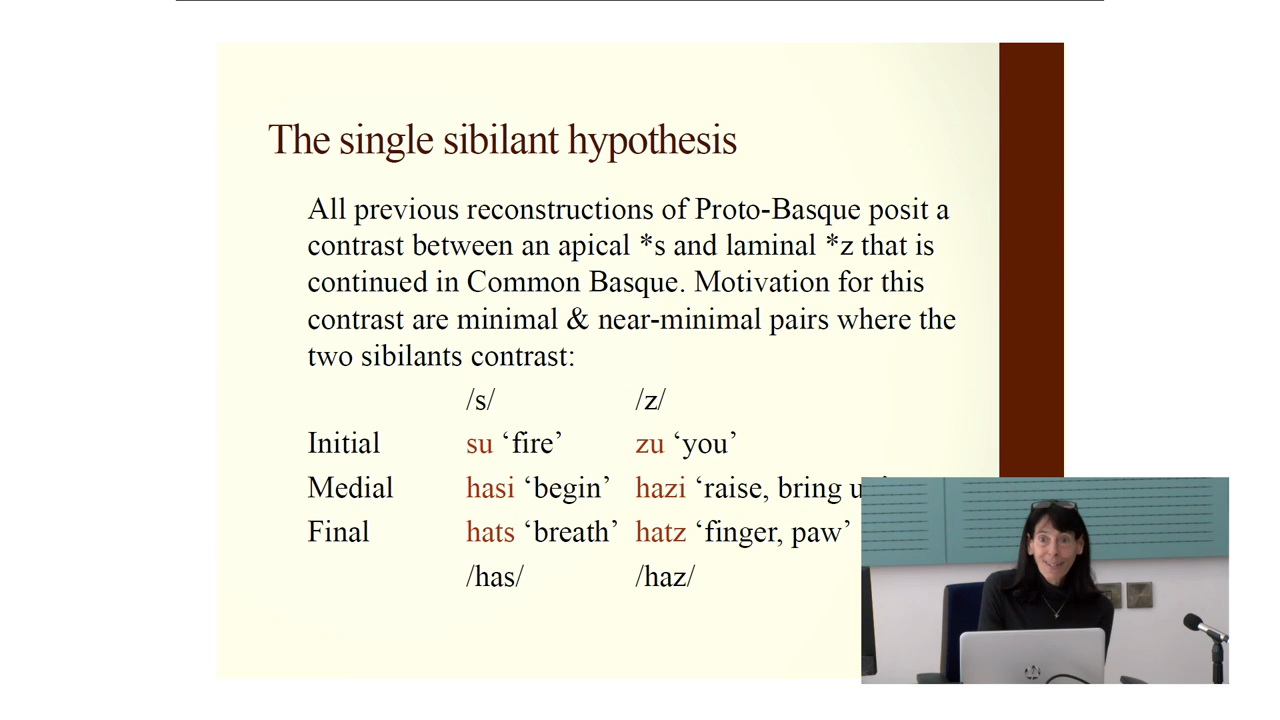 The single sibilant hypothesis
All previous reconstructions of Proto-Basque posit a
contrast between an apical *s and laminal *z that is
continued in Common Basque. Motivation for this
contrast are minimal & near-minimal pairs where the
two sibilants contrast:
/s/ /z/
Initial su ‘fire’ zu ‘you’
Medial hasi ‘begin’ hazi ‘raise, bring
Final hats ‘breath’ hatz ‘finger, paw’
/has/ /haz/